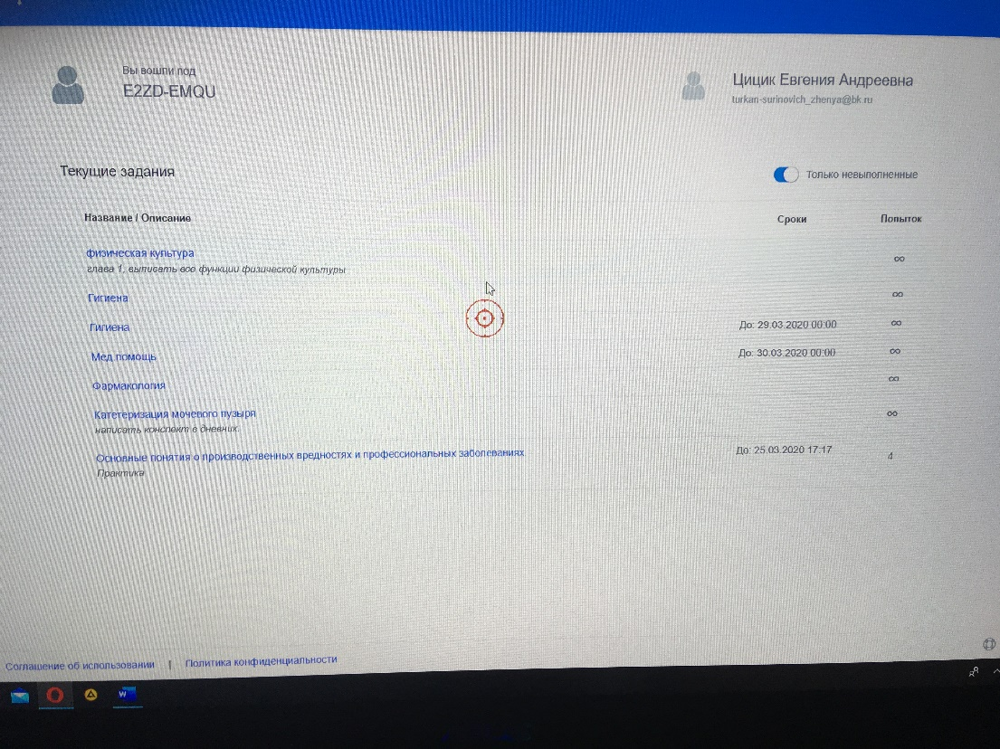 Вы вошли под
E2ZD-EMQU
Цицик Евгения Андреевна
turkan-surinovich_zhenya@bk.ru
Текущие задания
Только невыполненные
Название / Описание
Сроки
Попыток
физическая культура
глава 1, выписать все функции физической культуры
∞
Гигиена
∞
Гигиена
До: 29.03.2020 00:00
∞
Мед.помощь
До: 30.03.2020 00:00
∞
Фармакология
∞
Катетеризация мочевого пузыря
написать конспект в дневник.
∞
Основные понятия о производственных вредностях и профессиональных заболеваниях.
До: 25.03.2020 17:17
4
Практика
Соглашение об использовании | Политика конфиденциальности
W